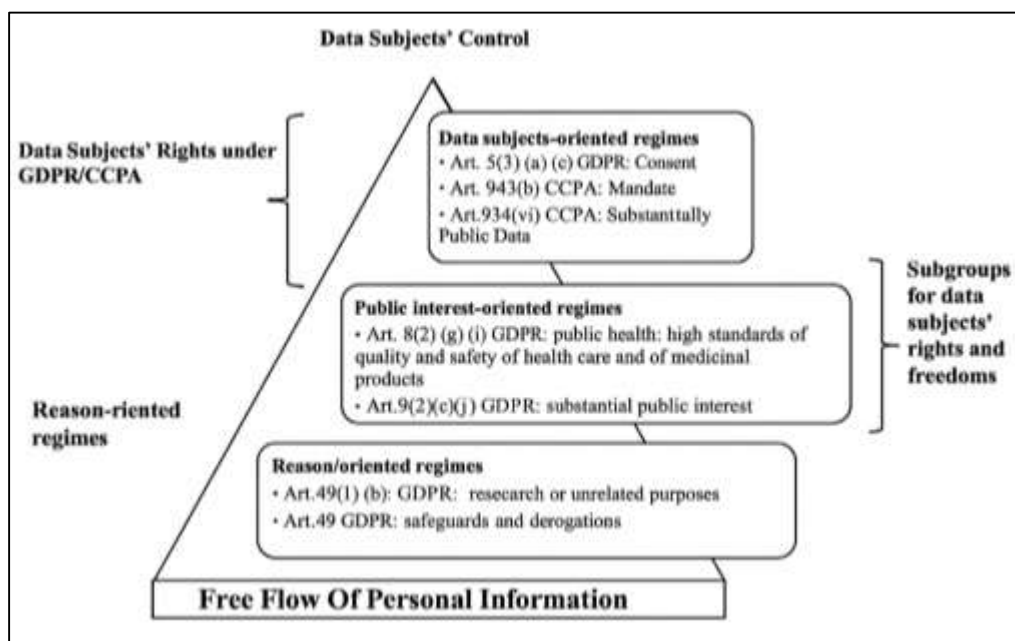 Data Subjects' Control
Data Subjects' Rights under
GDPR/CCPA
Data subjects-oriented regimes
• Art. 5(3) (a) (c) GDPR: Consent
• Art. 943(b) CCPA: Mandate
• Art.934(vi) CCPA: Substanttally
Public Data
Public interest-oriented regimes
• Art. 8(2) (g) (i) GDPR: public health: high standards of
quality and safety of health care and of medicinal
products
• Art.9(2)(c)(j) GDPR: substantial public interest
Subgroups
for data
subjects'
rights and
freedoms
Reason-riented
regimes
Reason/oriented regimes
• Art.49(1) (b): GDPR: resecarch or unrelated purposes
• Art.49 GDPR: safeguards and derogations
Free Flow Of Personal Information